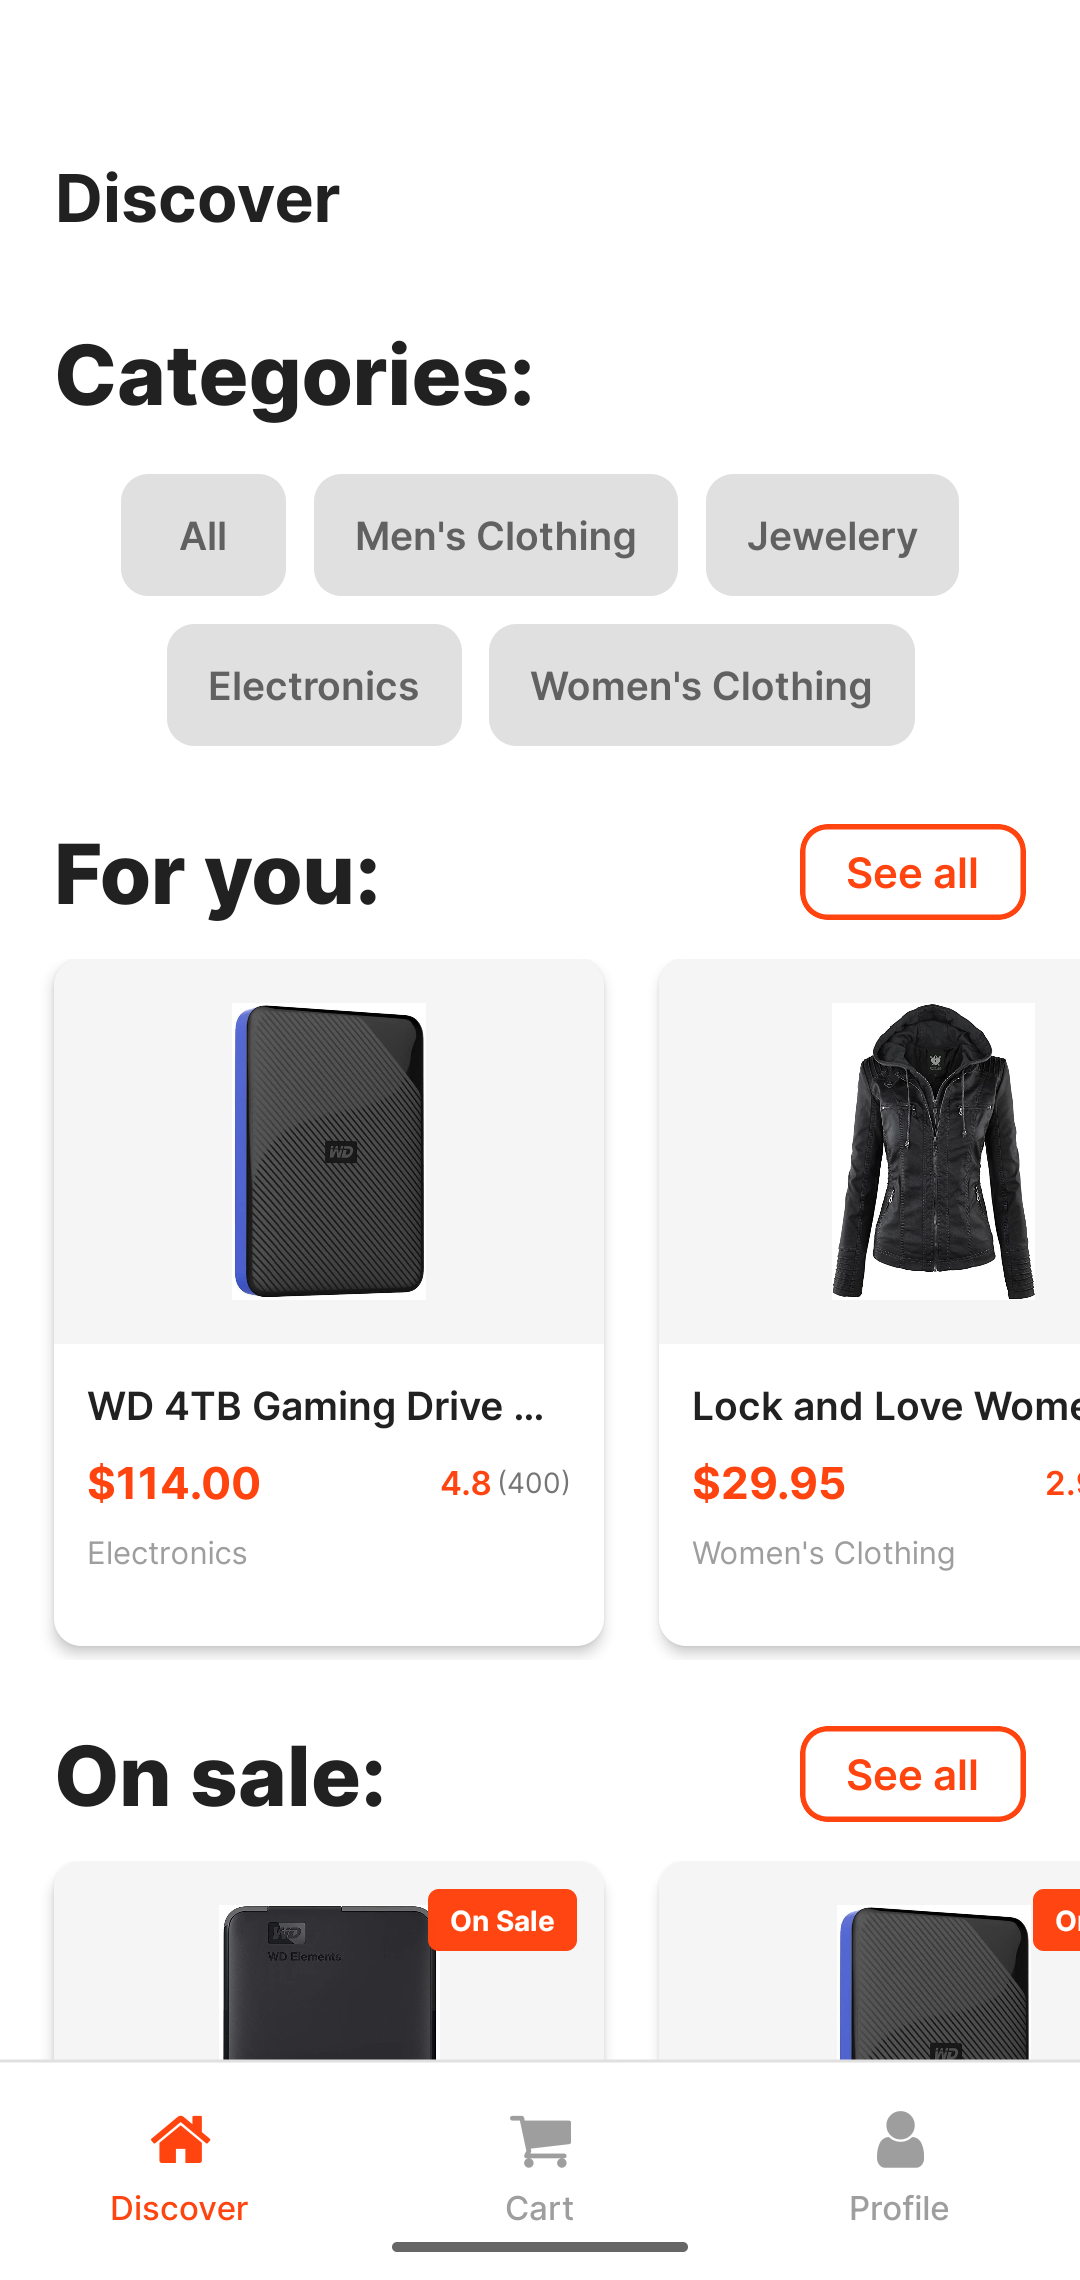 Discover
Categories:
All
Men's Clothing
Jewelery
Electronics
Women's Clothing
For you:
See all
WD
WD 4TB Gaming Drive ...
$114.00
4.8 (400)
Electronics
Lock and Love Wome
$29.95
2.9
Women's Clothing
On sale:
See all
WD
WD Elements
On Sale
WD
Discover
Cart
Profile